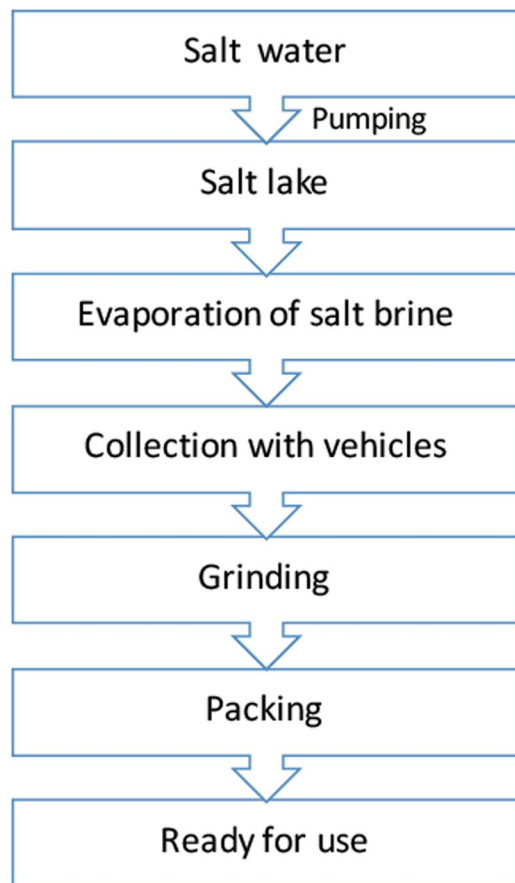 Salt water
Pumping
Salt lake
Evaporation of salt brine
Collection with vehicles
Grinding
Packing
Ready for use